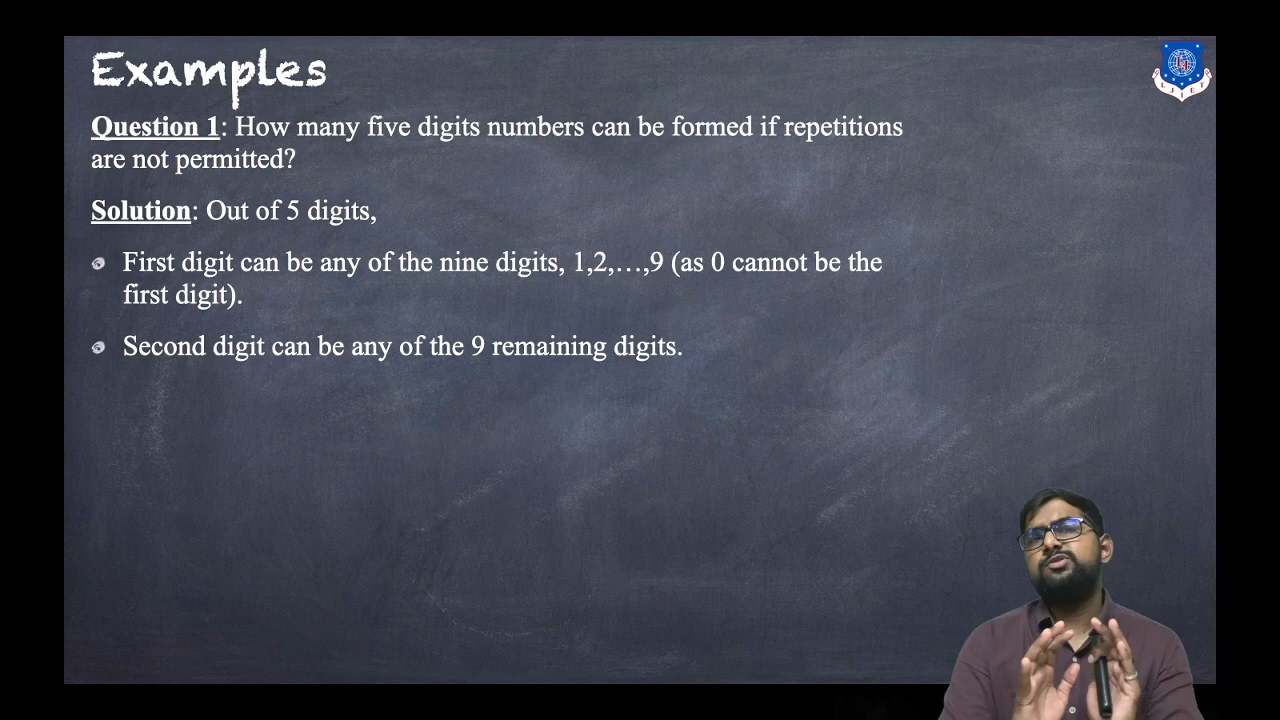 Examples
Question 1: How many five digits numbers can be formed if repetitions
are not permitted?
Solution: Out of 5 digits,
First digit can be any of the nine digits, 1,2,…,9 (as 0 cannot be the
first digit).
Second digit can be any of the 9 remaining digits.